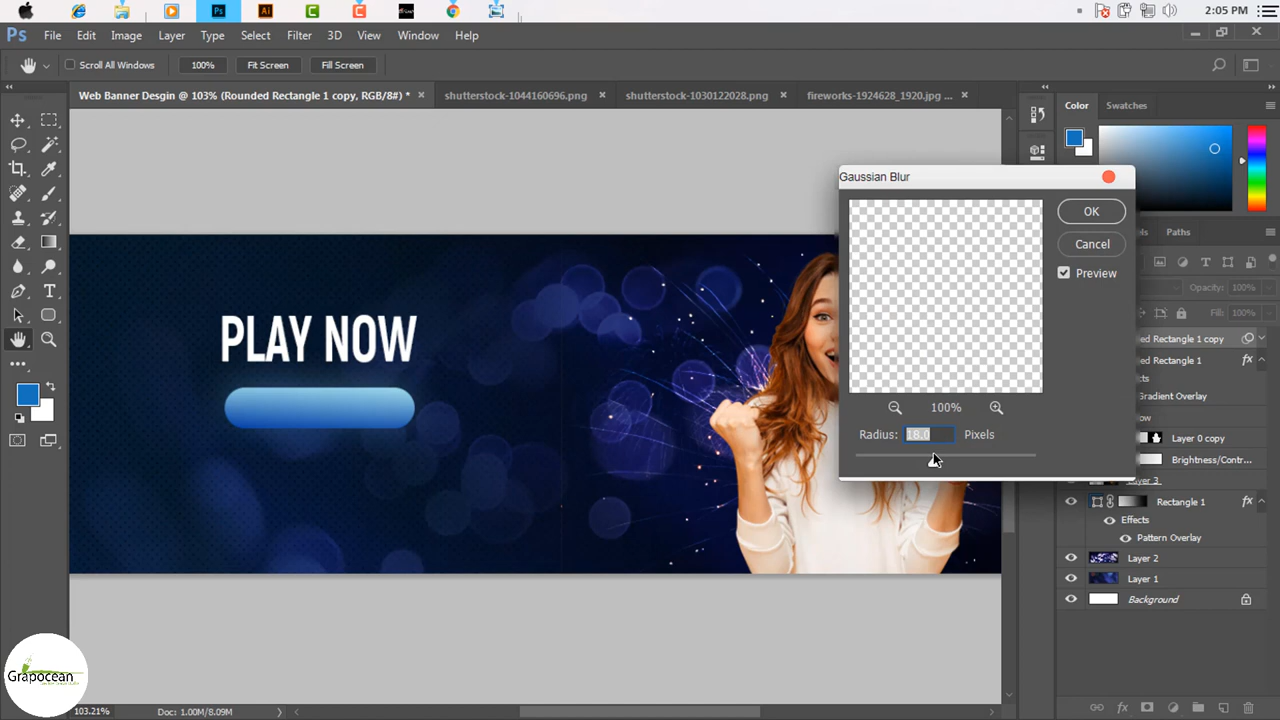 2:05 PM
Ps File Edit Image Layer Type Select Filter 3D View Window Help
Scroll All Windows 100% Fit Screen Fill Screen
Web Banner Desgin @ 103% (Rounded Rectangle 1 copy, RGB/8#) * shutterstock-1044160696.png shutterstock-1030122028.png fireworks-1924628_1920.jpg ...
Color Swatches
Gaussian Blur
OK
Cancel
Preview
100%
Radius: 18.0 Pixels
Paths
Opacity: 100%
Fill: 100%
ed Rectangle 1 copy
ed Rectangle 1 fx
Gradient Overlay
Layer 0 copy
Brightness/Contr...
Layer 3
Rectangle 1 fx
Effects
Pattern Overlay
Layer 2
Layer 1
Background
PLAY NOW
Grapocean
103.21% Doc: 1.00M/8.09M